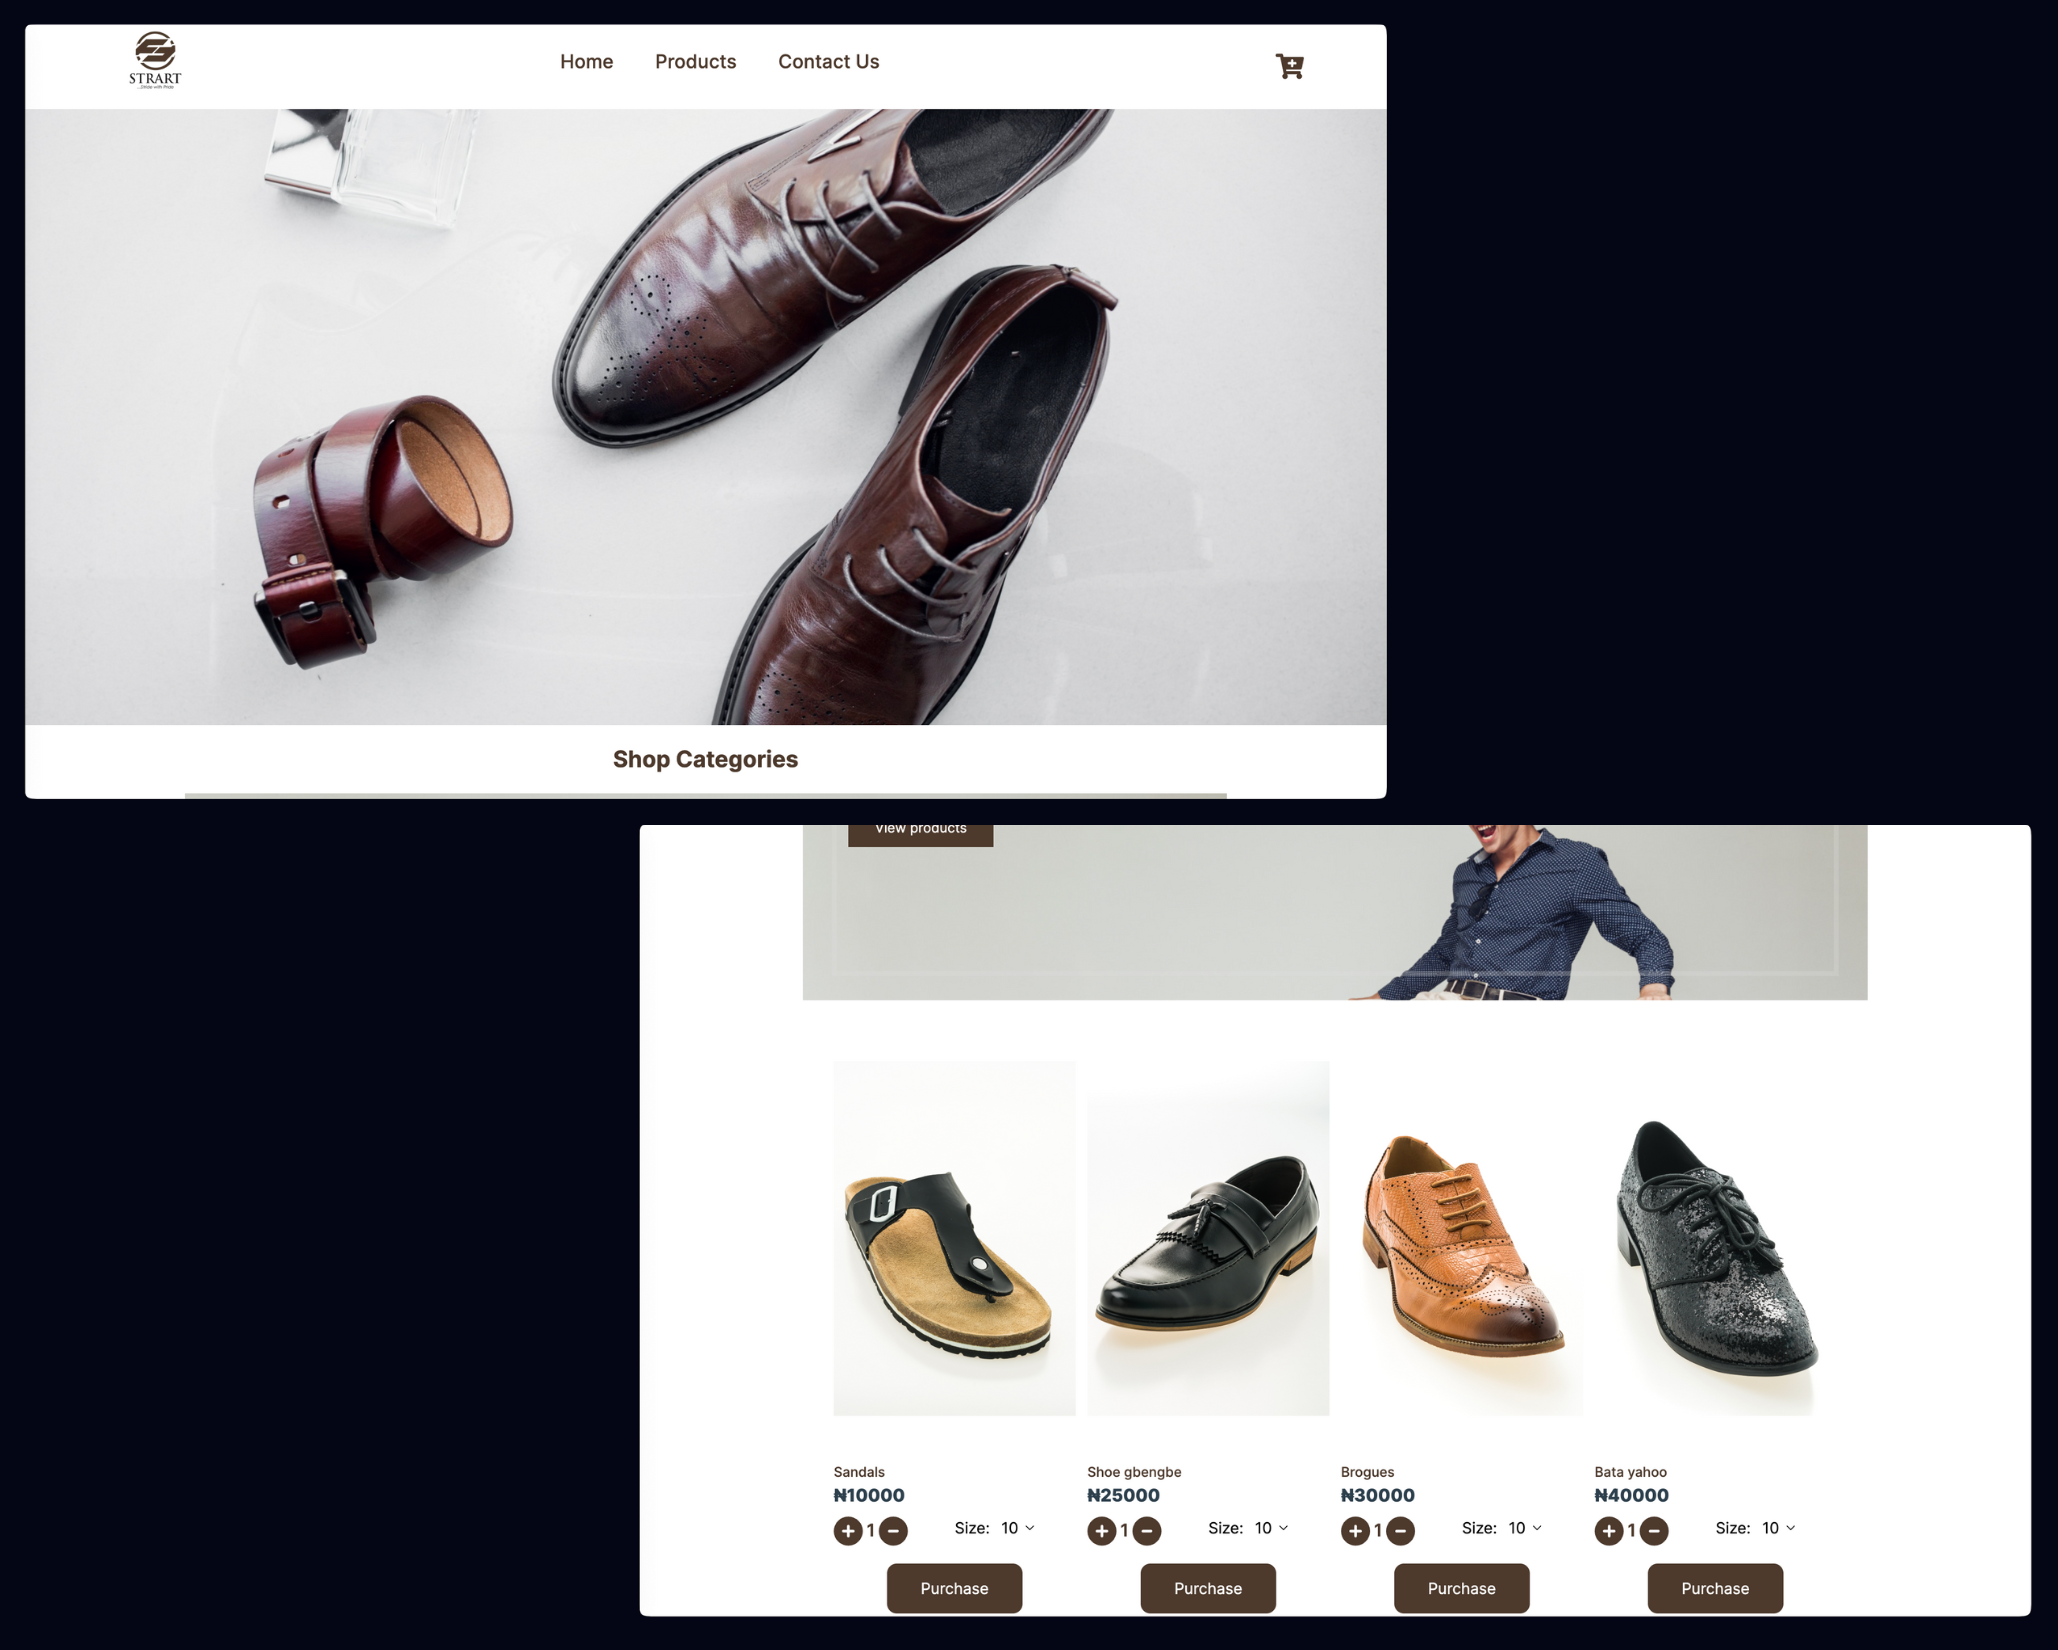 STRART
...Stride with Pride
Home Products Contact Us
Shop Categories
View products
Sandals
₦10000
1 Size: 10
Purchase
Shoe gbengbe
₦25000
1 Size: 10
Purchase
Brogues
₦30000
1 Size: 10
Purchase
Bata yahoo
₦40000
1 Size: 10
Purchase